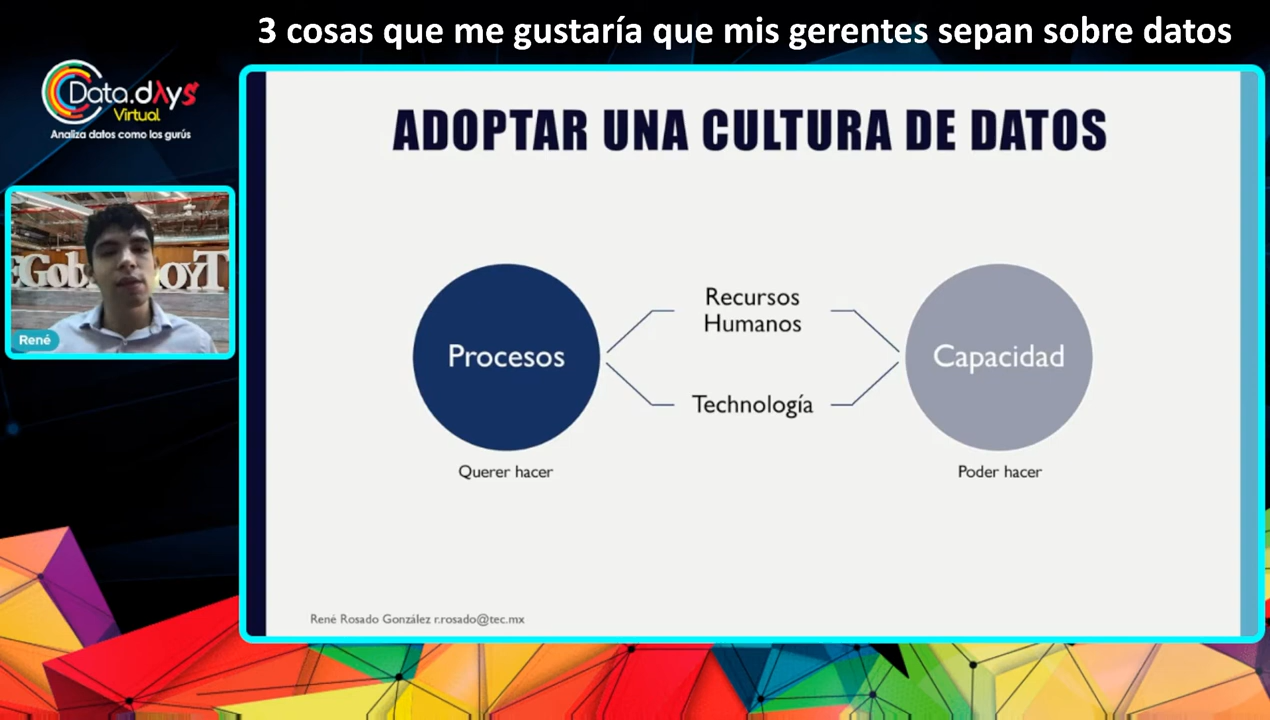 3 cosas que me gustaría que mis gerentes sepan sobre datos
Data.dAys
Virtual
Analiza datos como los gurús
René
ADOPTAR UNA CULTURA DE DATOS
Procesos
Recursos
Humanos
Technología
Capacidad
Querer hacer
Poder hacer
René Rosado González r.rosado@tec.mx